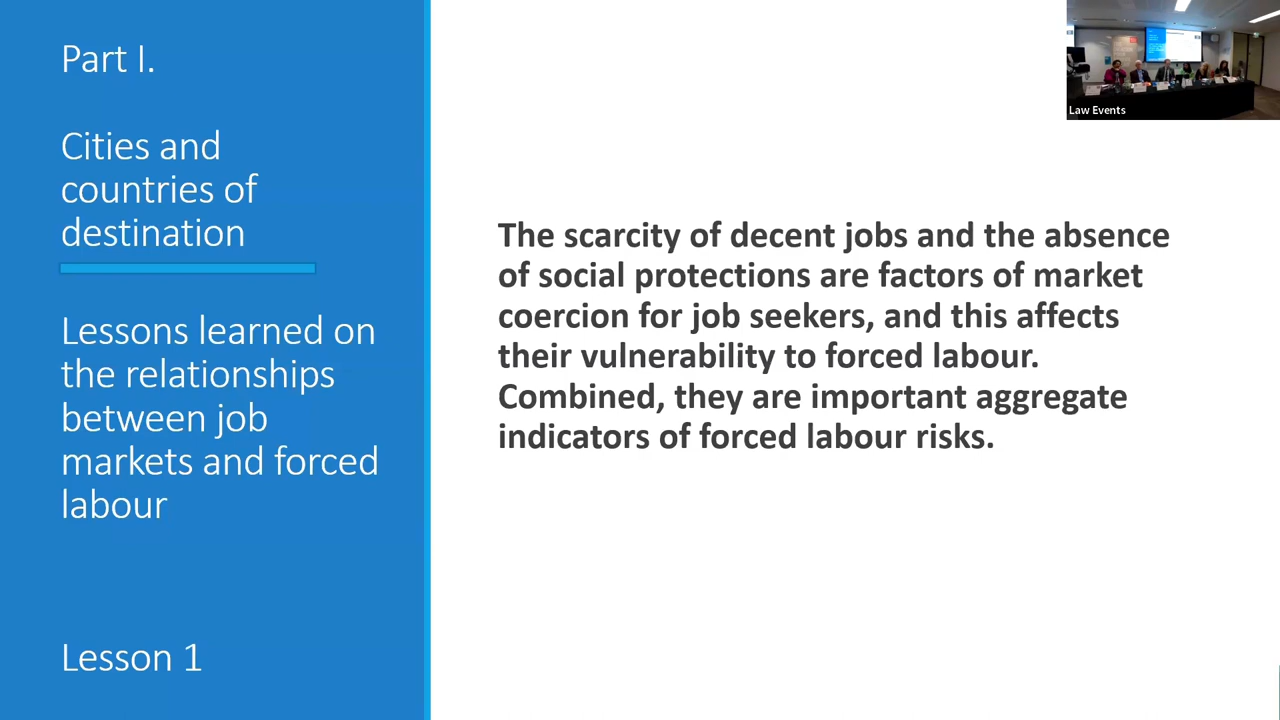 Part I.
Cities and
countries of
destination
Lessons learned on
the relationships
between job
markets and forced
labour
Lesson 1
The scarcity of decent jobs and the absence
of social protections are factors of market
coercion for job seekers, and this affects
their vulnerability to forced labour.
Combined, they are important aggregate
indicators of forced labour risks.
Law Events